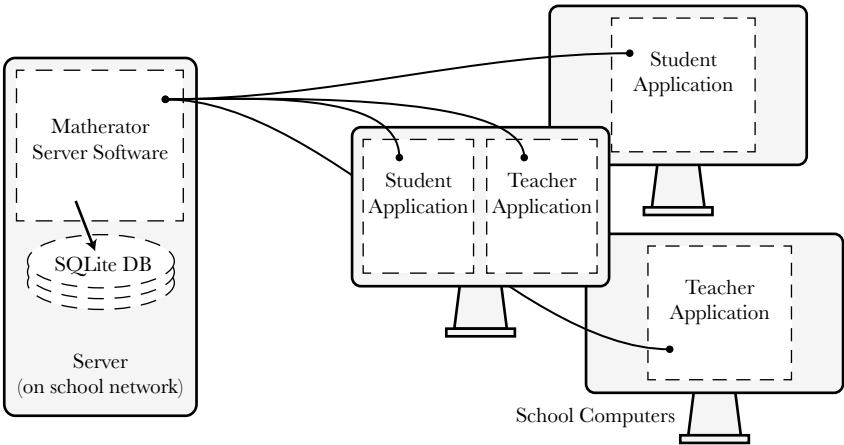 Matherator
Server Software
SQLite DB
Server
(on school network)
Student
Application
Teacher
Application
Student
Application
Teacher
Application
School Computers